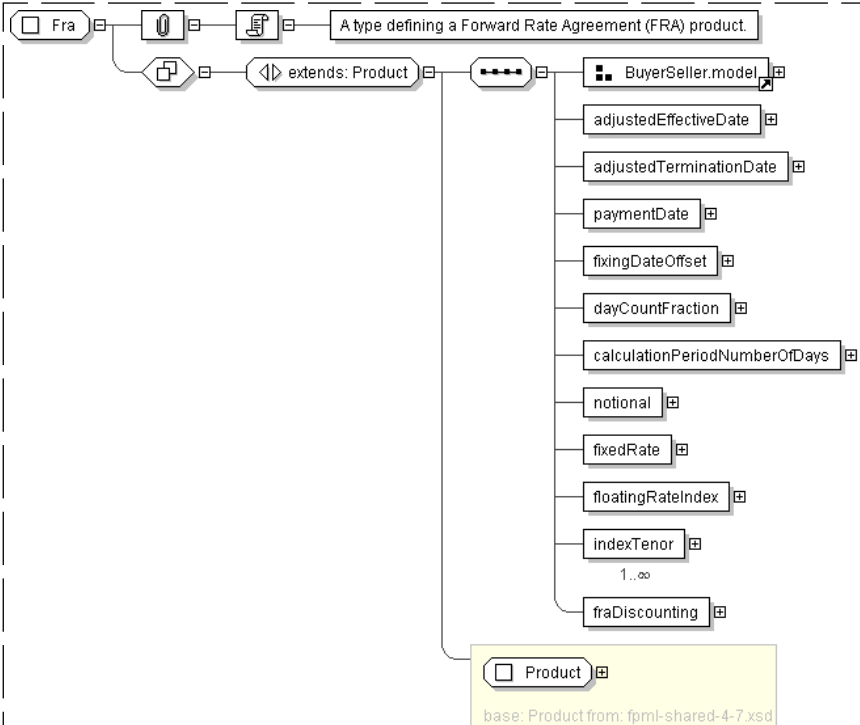 Fra
A type defining a Forward Rate Agreement (FRA) product.
extends: Product
BuyerSeller.model
adjustedEffectiveDate
adjustedTerminationDate
paymentDate
fixingDateOffset
dayCountFraction
calculationPeriodNumberOfDays
notional
fixedRate
floatingRateIndex
indexTenor
1..∞
fraDiscounting
Product
base: Product from: fpml-shared-4-7.xsd